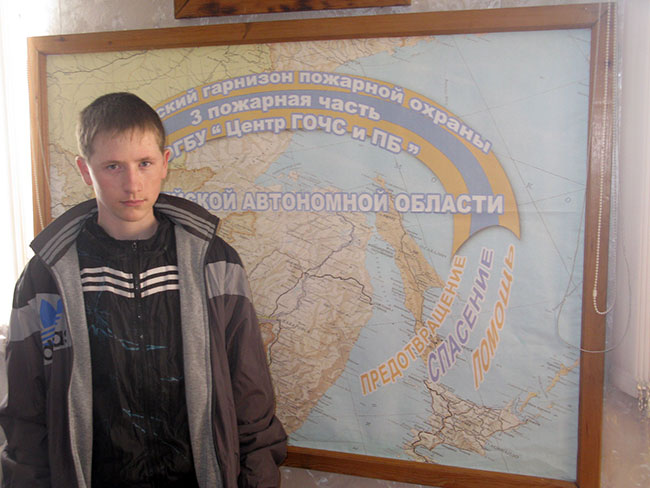 ский гарнизон пожарной охраны
3 пожарная часть
ОГБУ “ Центр ГОЧС и ПБ ”
йской АВТОНОМНОЙ ОБЛАСТИ
ПРЕДОТВРАЩЕНИЕ
СПАСЕНИЕ
ПОМОЩЬ